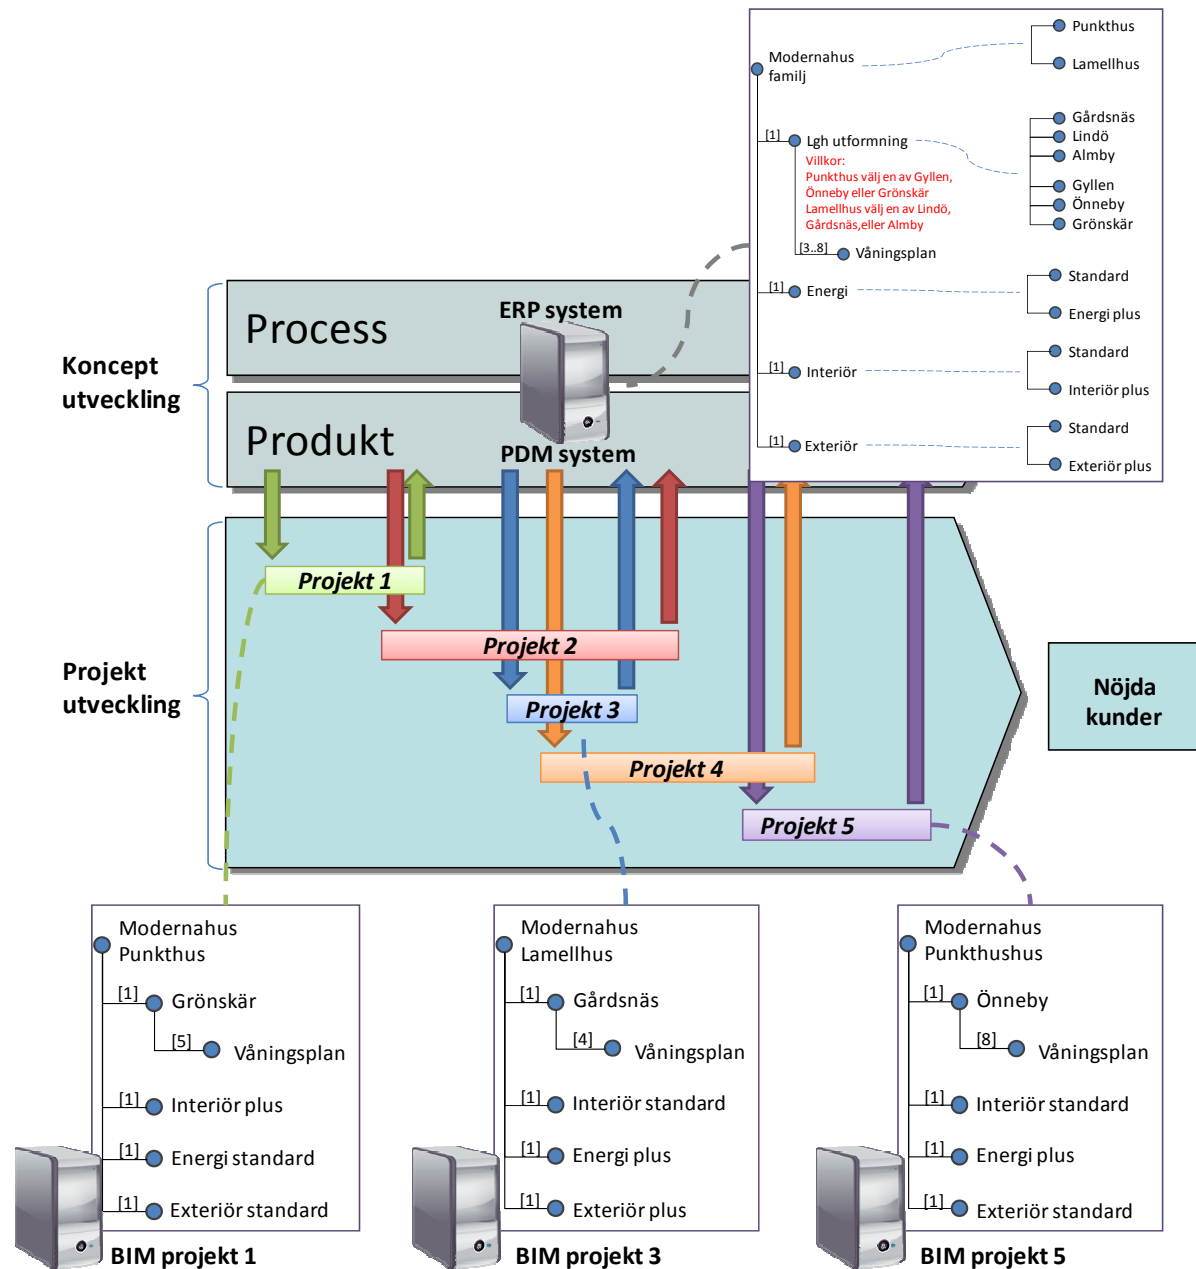 Modernahus
familj
Punkthus
Lamellhus
[1]
Lgh utformning
Villkor:
Punkthus välj en av Gyllen,
Önneby eller Grönskär
Lamellhus välj en av Lindö,
Gårdsnäs,eller Almby
Gårdsnäs
Lindö
Almby
Gyllen
Önneby
Grönskär
[3..8]
Våningsplan
[1]
Energi
Standard
Energi plus
[1]
Interiör
Standard
Interiör plus
[1]
Exteriör
Standard
Exteriör plus
Koncept
utveckling
Process
ERP system
Produkt
PDM system
Projekt
utveckling
Projekt 1
Projekt 2
Projekt 3
Projekt 4
Projekt 5
Nöjda
kunder
Modernahus
Punkthus
[1]
Grönskär
[5]
Våningsplan
[1]
Interiör plus
[1]
Energi standard
[1]
Exteriör standard
BIM projekt 1
Modernahus
Lamellhus
[1]
Gårdsnäs
[4]
Våningsplan
[1]
Interiör standard
[1]
Energi plus
[1]
Exteriör plus
BIM projekt 3
Modernahus
Punkthushus
[1]
Önneby
[8]
Våningsplan
[1]
Interiör standard
[1]
Energi plus
[1]
Exteriör standard
BIM projekt 5